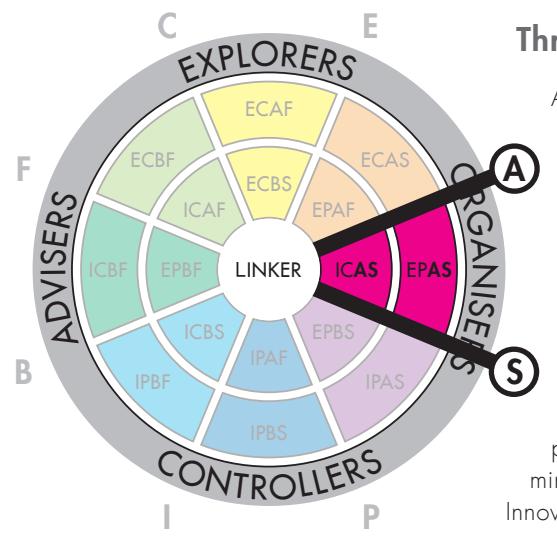 C
E
Thr
EXPLORERS
ECAF
A
ECBF
ECAS
F
A
ECBS
ICAF
EPAF
ADVISERS
ORGANISERS
ICBF
EPBF
LINKER
ICAS
EPAS
ICBS
EPBS
B
IPAF
S
IPBF
IPAS
IPBS
CONTROLLERS
p
min
Innov
I
P